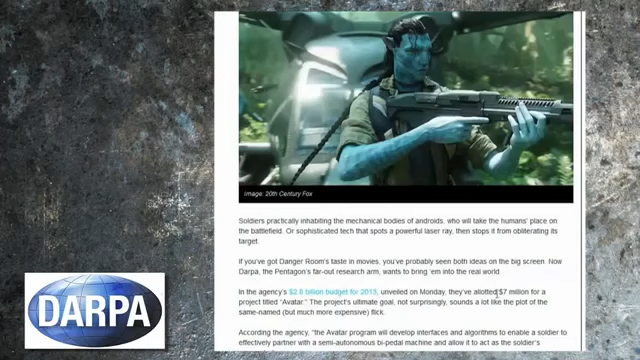 Image: 20th Century Fox
Soldiers practically inhabiting the mechanical bodies of androids, who will take the humans' place on
the battlefield. Or sophisticated tech that spots a powerful laser ray, then stops it from obliterating its
target.
If you've got Danger Room's taste in movies, you've probably seen both ideas on the big screen. Now
Darpa, the Pentagon's far-out research arm, wants to bring 'em into the real world.
In the agency's $2.8 billion budget for 2013, unveiled on Monday, they've allotted $7 million for a
project titled "Avatar." The project's ultimate goal, not surprisingly, sounds a lot like the plot of the
same-named (but much more expensive) flick.
According the agency, "the Avatar program will develop interfaces and algorithms to enable a soldier to
effectively partner with a semi-autonomous bi-pedal machine and allow it to act as the soldier's
DARPA